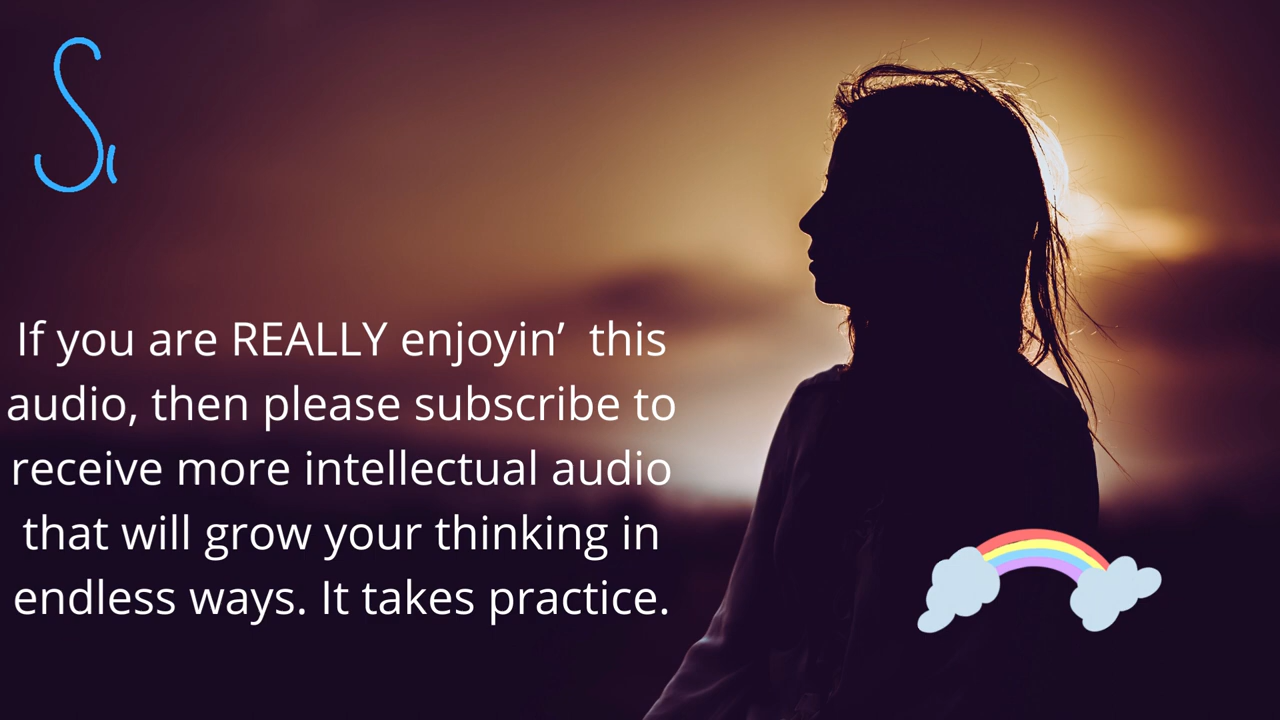 S
If you are REALLY enjoyin’ this
audio, then please subscribe to
receive more intellectual audio
that will grow your thinking in
endless ways. It takes practice.